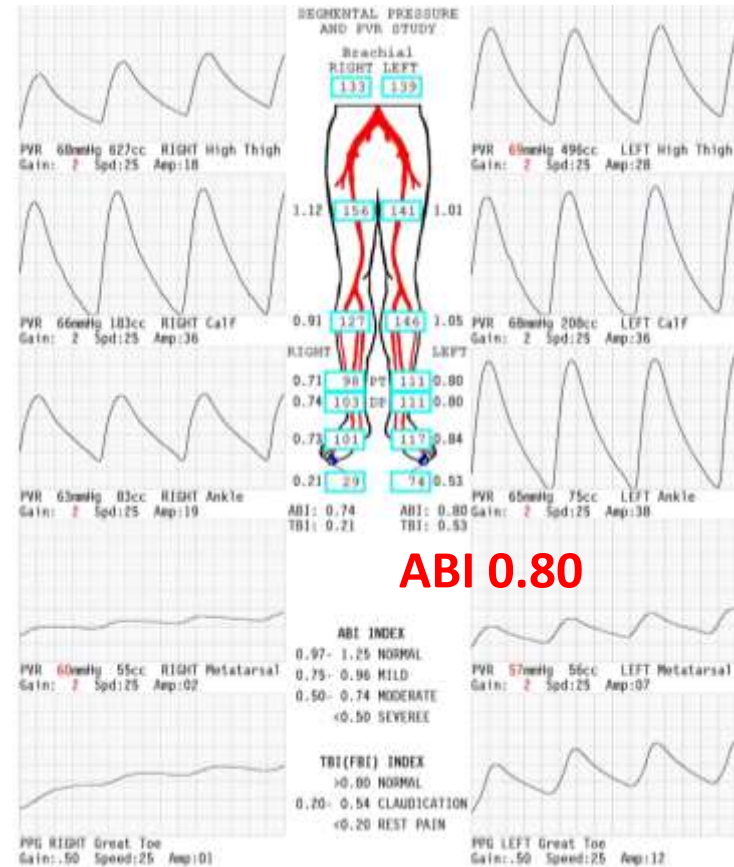 SEGMENTAL PRESSURE
AND PVR STUDY
Brachial
RIGHT LEFT
133 139
PVR 68mmHg 627cc RIGHT High Thigh
Gain: 2 Spd:25 Amp:18
PVR 69mmHg 496cc LEFT High Thigh
Gain: 2 Spd:25 Amp:28
1.12 156 141 1.01
PVR 66mmHg 183cc RIGHT Calf
Gain: 2 Spd:25 Amp:36
0.91 127 146 1.05
PVR 68mmHg 208cc LEFT Calf
Gain: 2 Spd:25 Amp:36
RIGHT LEFT
0.71 98 PT 111 0.80
0.74 103 DP 111 0.80
0.73 101 117 0.84
0.21 29 74 0.53
PVR 63mmHg 83cc RIGHT Ankle
Gain: 2 Spd:25 Amp:19
ABI: 0.74 ABI: 0.80
TBI: 0.21 TBI: 0.53
PVR 65mmHg 75cc LEFT Ankle
Gain: 2 Spd:25 Amp:38
ABI 0.80
PVR 60mmHg 55cc RIGHT Metatarsal
Gain: 2 Spd:25 Amp:02
PVR 57mmHg 56cc LEFT Metatarsal
Gain: 2 Spd:25 Amp:07
ABI INDEX
0.97- 1.25 NORMAL
0.75- 0.96 MILD
0.50- 0.74 MODERATE
<0.50 SEVEREE
TBI(FBI) INDEX
>0.80 NORMAL
0.20- 0.54 CLAUDICATION
<0.20 REST PAIN
PPG RIGHT Great Toe
Gain:.50 Speed:25 Amp:01
PPG LEFT Great Toe
Gain:.50 Speed:25 Amp:12